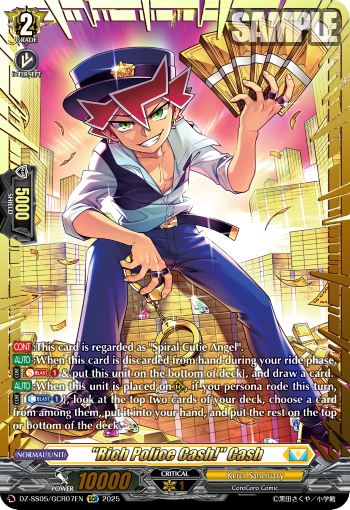 SAMPLE
2
GRADE
INTERCEPT
5000
SHIELD
CONT:This card is regarded as "Spiral Cutie Angel".
AUTO:When this card is discarded from hand during your ride phase,
COST[SOUL BLAST 1 & put this unit on the bottom of deck], and draw a card.
AUTO:When this unit is placed on RC, if you persona rode this turn,
COST[COUNTER BLAST 1], look at the top two cards of your deck, choose a card
from among them, put it into your hand, and put the rest on the top
or bottom of the deck.
NORMAL UNIT
"Rich Police Cash!" Cash
POWER 10000
CRITICAL
1
Keter Sanctuary
CoroCoro Comic
DZ-SS05/GCR07EN
2025
©黒田さくや/小学館